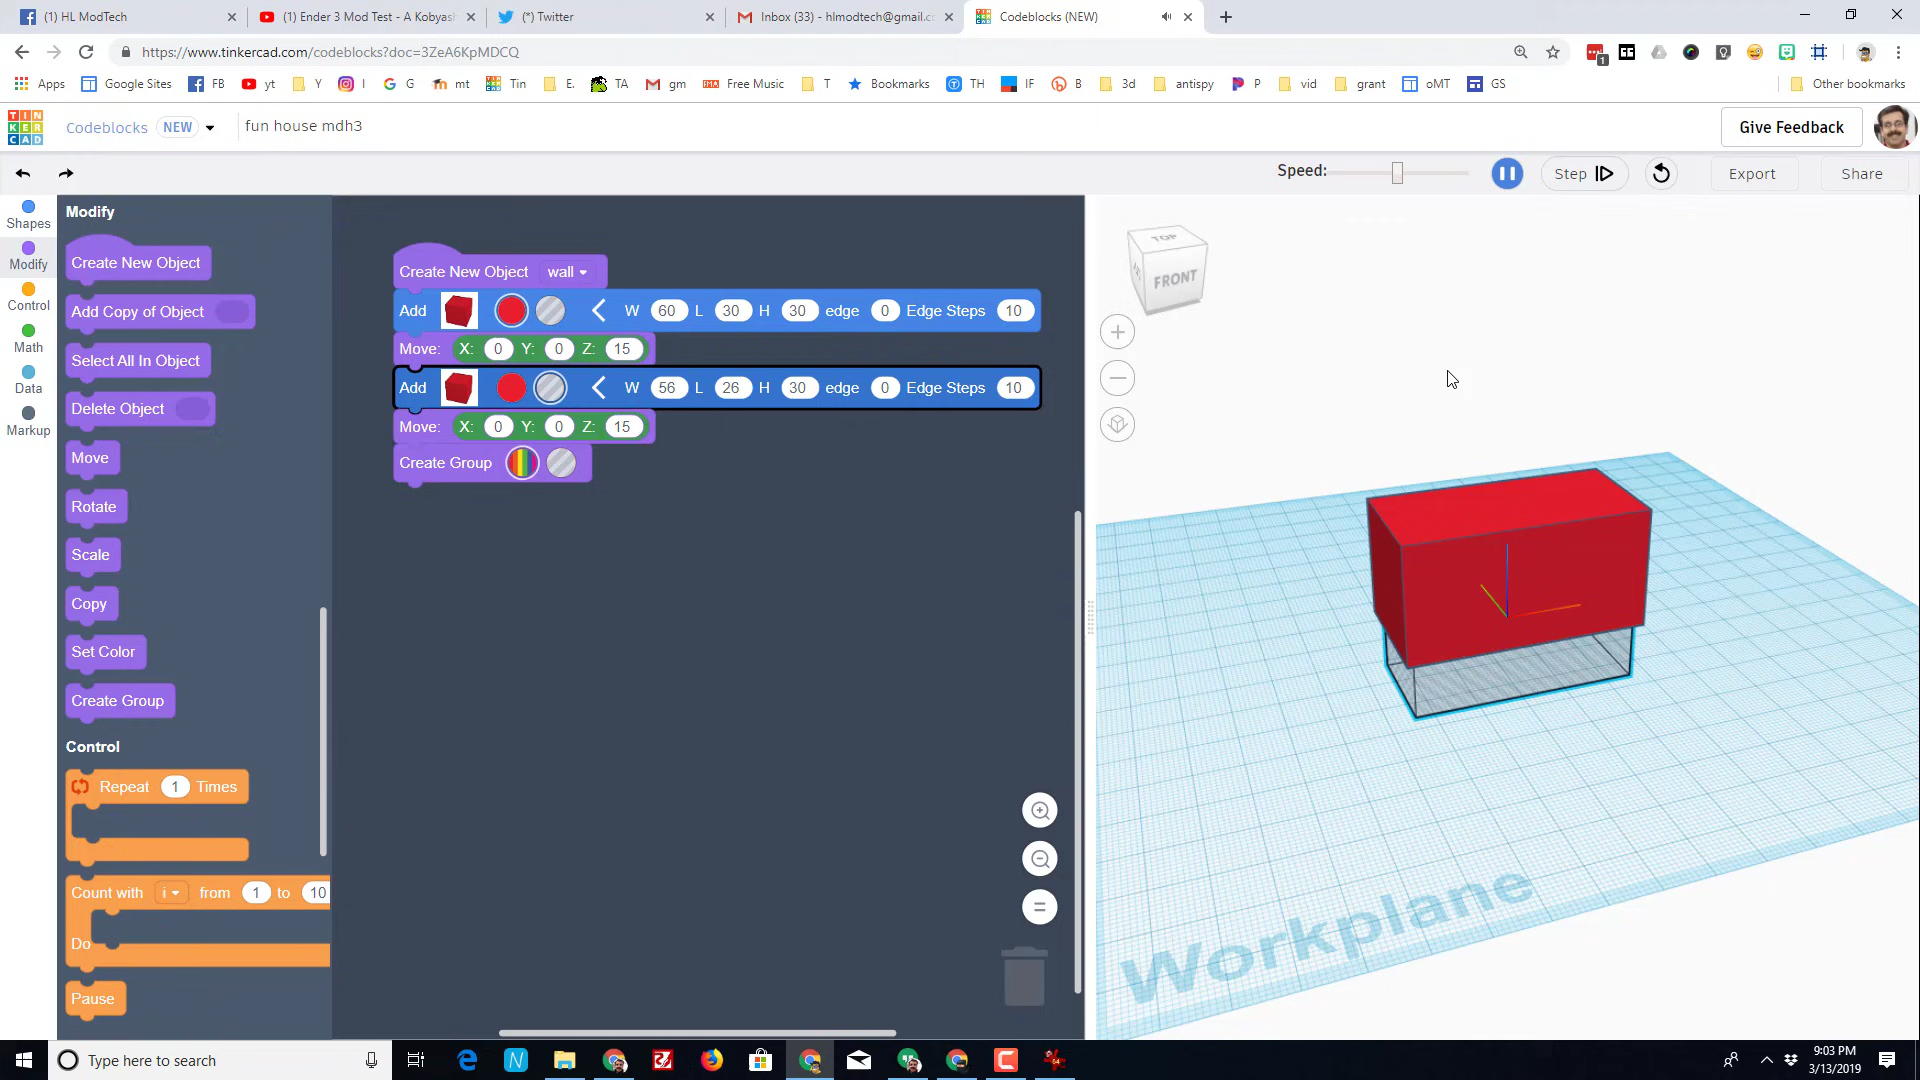 HL ModTech
(1) Ender 3 Mod Test - A Kobyash
(*) Twitter
Inbox (33) - hlmodtech@gmail.c
Codeblocks (NEW)
https://www.tinkercad.com/codeblocks?doc=3ZeA6KpMDCQ
1
Apps
Google Sites
FB
yt
Y
I
G
mt
Tin
E.
TA
gm
Free Music
T
Bookmarks
TH
IF
B
3d
antispy
P
vid
grant
oMT
GS
Other bookmarks
TIN
KER
CAD
Codeblocks NEW
fun house mdh3
Give Feedback
Speed:
Step
Export
Share
Shapes
Modify
Control
Math
Data
Markup
Modify
Create New Object
Add Copy of Object
Select All In Object
Delete Object
Move
Rotate
Scale
Copy
Set Color
Create Group
Control
Repeat 1 Times
Count with i from 1 to 10
Do
Pause
Create New Object wall
Add W 60 L 30 H 30 edge 0 Edge Steps 10
Move: X: 0 Y: 0 Z: 15
Add W 56 L 26 H 30 edge 0 Edge Steps 10
Move: X: 0 Y: 0 Z: 15
Create Group
TOP
FRONT
Workplane
Type here to search
9:03 PM
3/13/2019